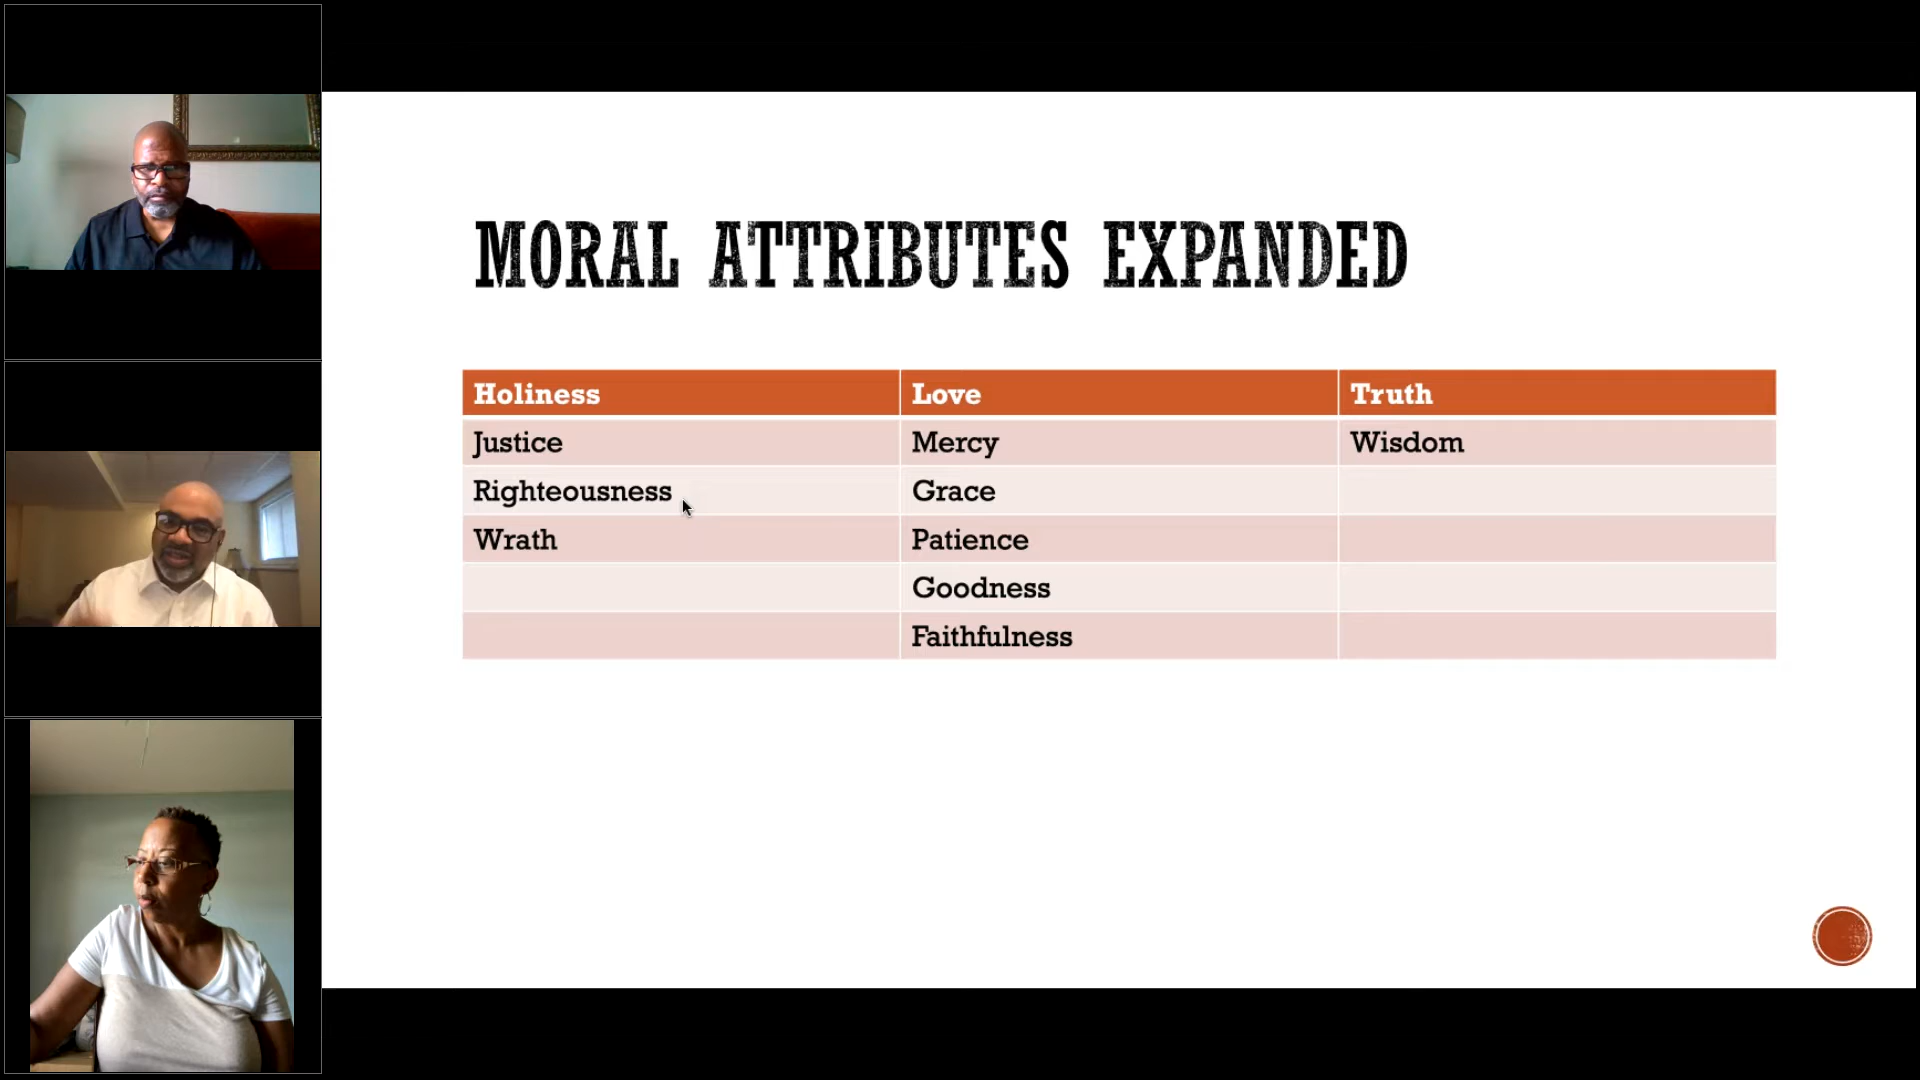 MORAL ATTRIBUTES EXPANDED
Holiness Love Truth
Justice Mercy Wisdom
Righteousness Grace
Wrath Patience
Goodness
Faithfulness